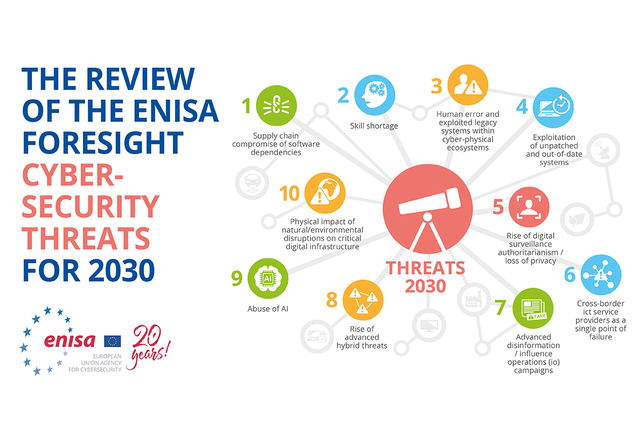 THE REVIEW
OF THE ENISA
FORESIGHT
CYBER-
SECURITY
THREATS
FOR 2030
enisa
20
years!
EUROPEAN
UNION AGENCY
FOR CYBERSECURITY
1
Supply chain
compromise of software
dependencies
2
Skill shortage
3
Human error and
exploited legacy
systems within
cyber-physical
ecosystems
4
Exploitation
of unpatched
and out-of-date
systems
10
Physical impact of
natural/environmental
disruptions on critical
digital infrastructure
THREATS
2030
5
Rise of digital
surveillance
authoritarianism /
loss of privacy
9
AI
Abuse of AI
8
Rise of
advanced
hybrid threats
7
FAKE
Advanced
disinformation
/ influence
operations (io)
campaigns
6
Cross-border
ict service
providers as a
single point of
failure